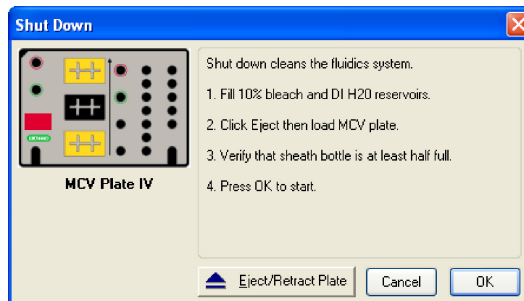 Shut Down
Shut down cleans the fluidics system.
1. Fill 10% bleach and DI H20 reservoirs.
2. Click Eject then load MCV plate.
3. Verify that sheath bottle is at least half full.
4. Press OK to start.
MCV Plate IV
Eject/Retract Plate
Cancel
OK